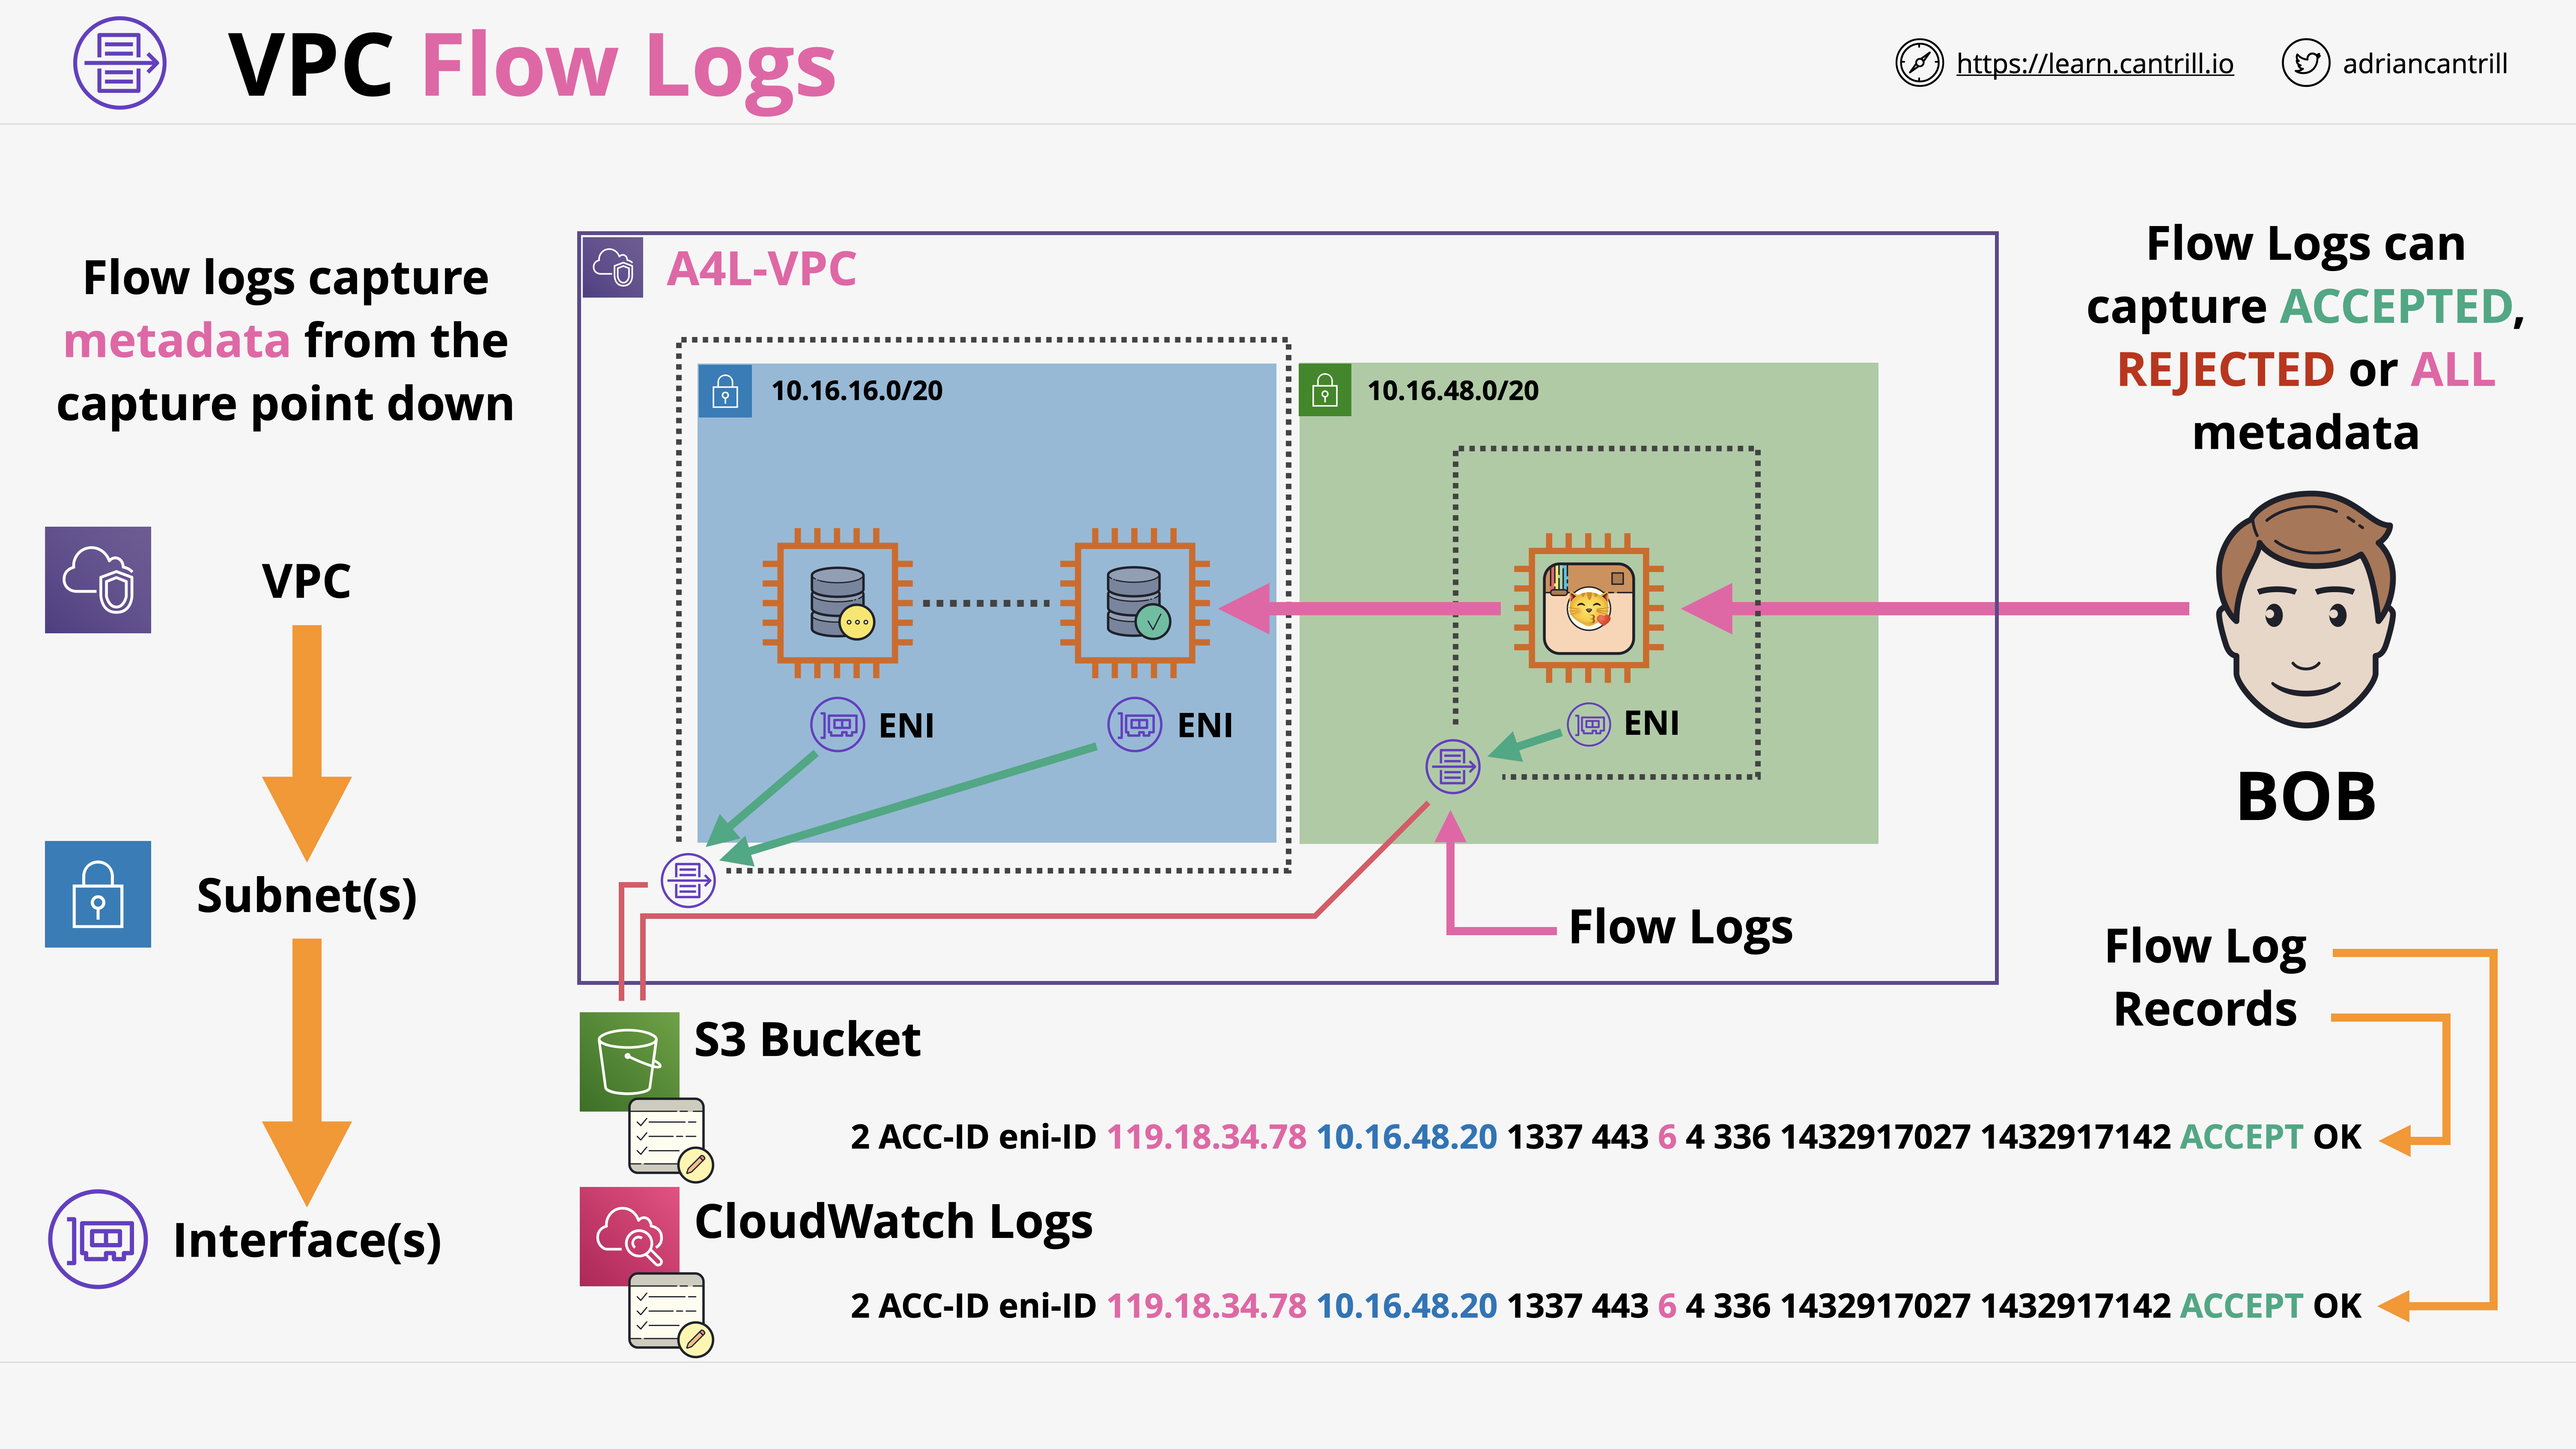 VPC Flow Logs
https://learn.cantrill.io
adriancantrill
Flow logs capture
metadata from the
capture point down
VPC
Subnet(s)
Interface(s)
A4L-VPC
10.16.16.0/20
10.16.48.0/20
ENI
ENI
ENI
Flow Logs
Flow Logs can
capture ACCEPTED,
REJECTED or ALL
metadata
BOB
Flow Log
Records
S3 Bucket
2 ACC-ID eni-ID 119.18.34.78 10.16.48.20 1337 443 6 4 336 1432917027 1432917142 ACCEPT OK
CloudWatch Logs
2 ACC-ID eni-ID 119.18.34.78 10.16.48.20 1337 443 6 4 336 1432917027 1432917142 ACCEPT OK